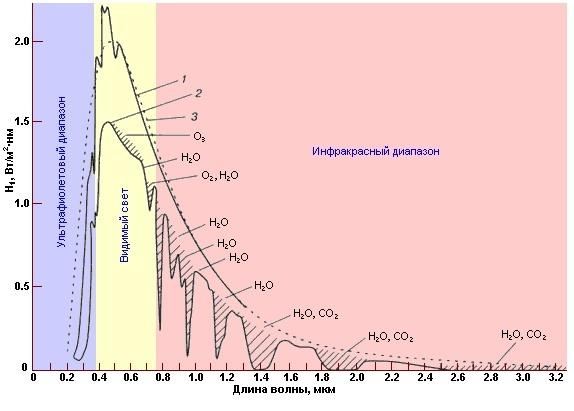 2.0
1.5
1.0
0.5
0
Hλ, Вт/м²·нм
Ультрафиолетовый диапазон
Видимый свет
Инфракрасный диапазон
1
2
3
O₃
H₂O
O₂, H₂O
H₂O
H₂O
H₂O
H₂O
H₂O, CO₂
H₂O, CO₂
H₂O, CO₂
0 0.2 0.4 0.6 0.8 1.0 1.2 1.4 1.6 1.8 2.0 2.2 2.4 2.6 2.8 3.0 3.2
Длина волны, мкм